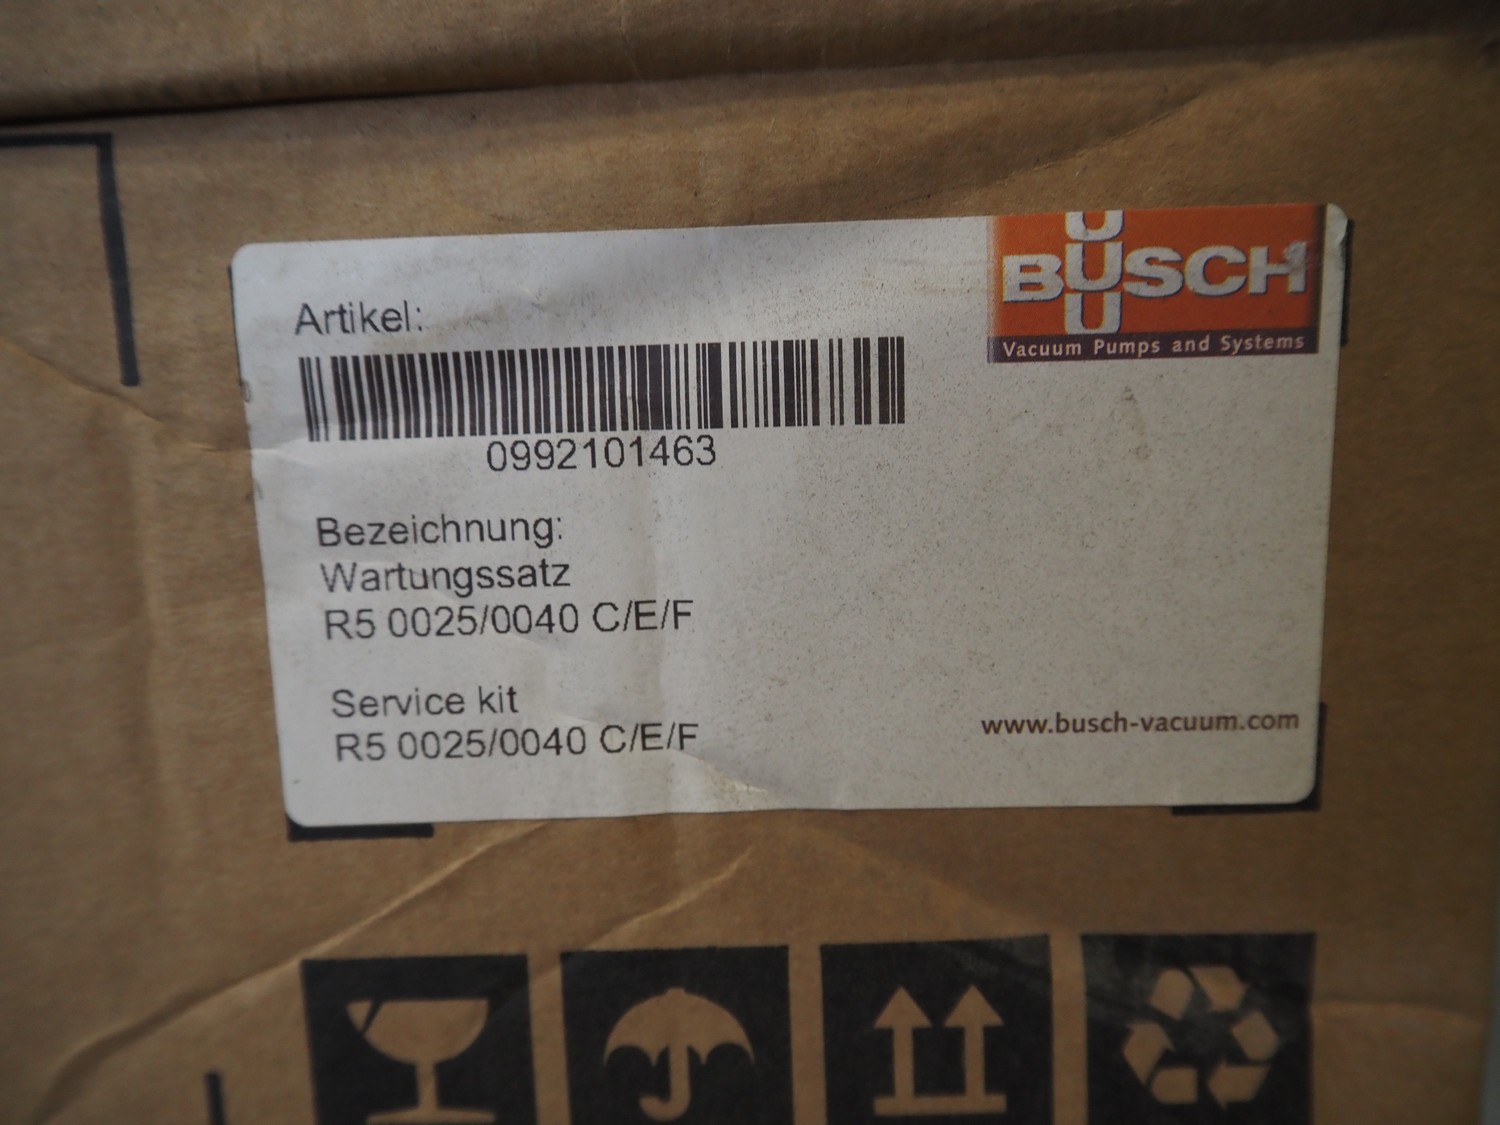 Artikel:
0992101463
Bezeichnung:
Wartungssatz
R5 0025/0040 C/E/F
Service kit
R5 0025/0040 C/E/F
BUSCH
Vacuum Pumps and Systems
www.busch-vacuum.com